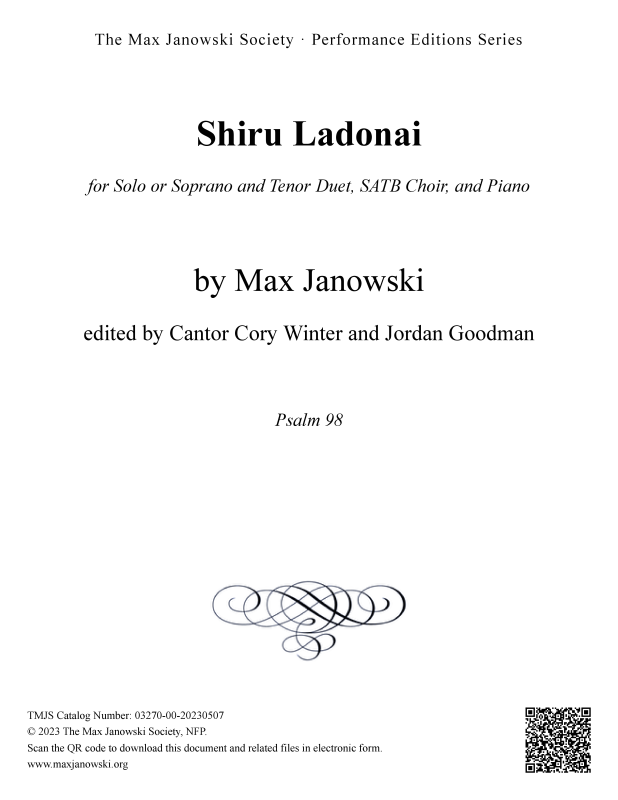 The Max Janowski Society · Performance Editions Series
Shiru Ladonai
for Solo or Soprano and Tenor Duet, SATB Choir, and Piano
by Max Janowski
edited by Cantor Cory Winter and Jordan Goodman
Psalm 98
TMJS Catalog Number: 03270-00-20230507
© 2023 The Max Janowski Society, NFP.
Scan the QR code to download this document and related files in electronic form.
www.maxjanowski.org